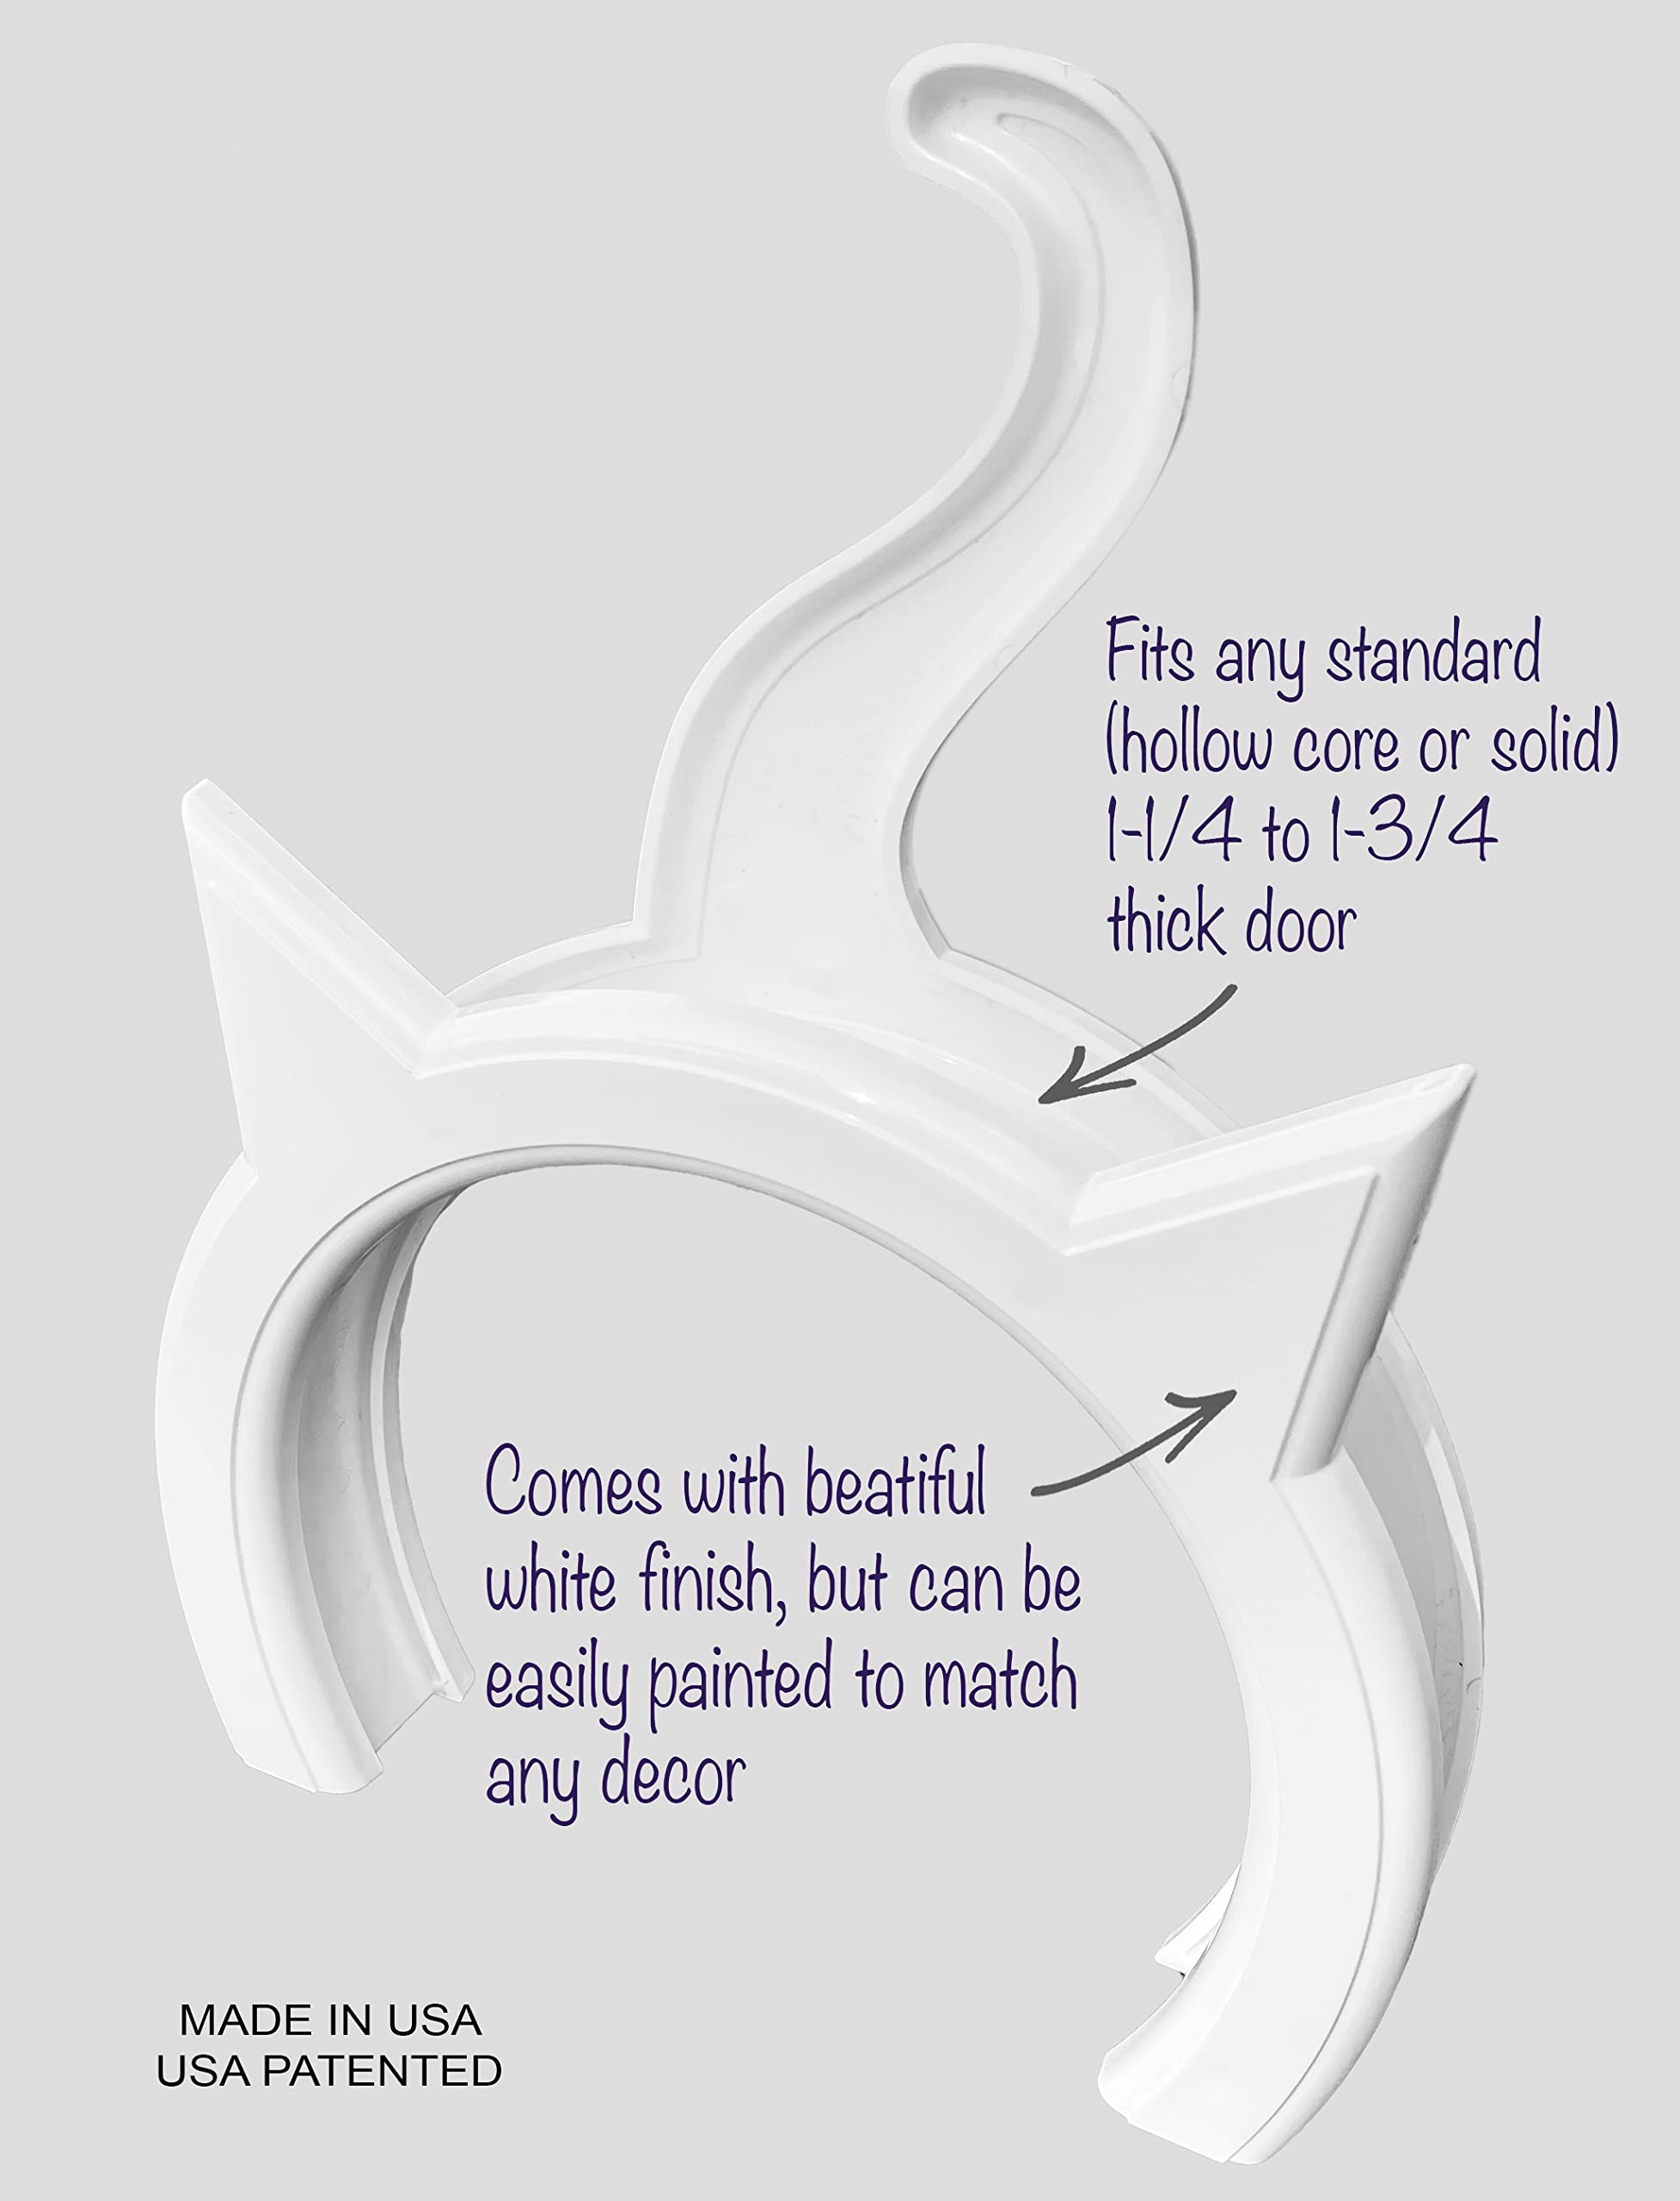 Fits any standard
(hollow core or solid)
1-1/4 to 1-3/4
thick door
Comes with beatiful
white finish, but can be
easily painted to match
any decor
MADE IN USA
USA PATENTED